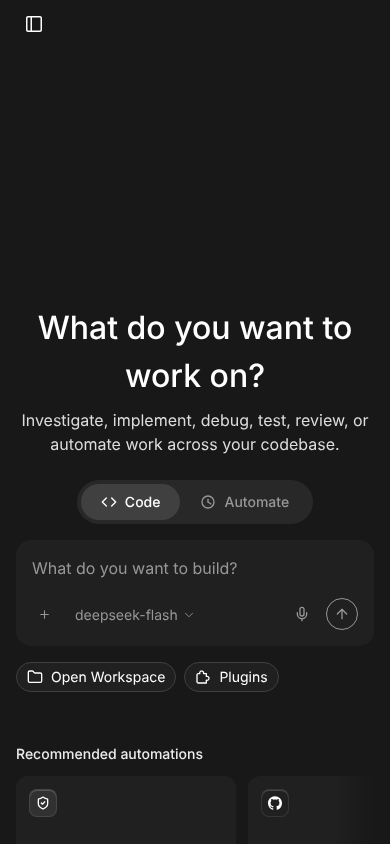 What do you want to
work on?
Investigate, implement, debug, test, review, or
automate work across your codebase.
Code
Automate
What do you want to build?
deepseek-flash
Open Workspace
Plugins
Recommended automations